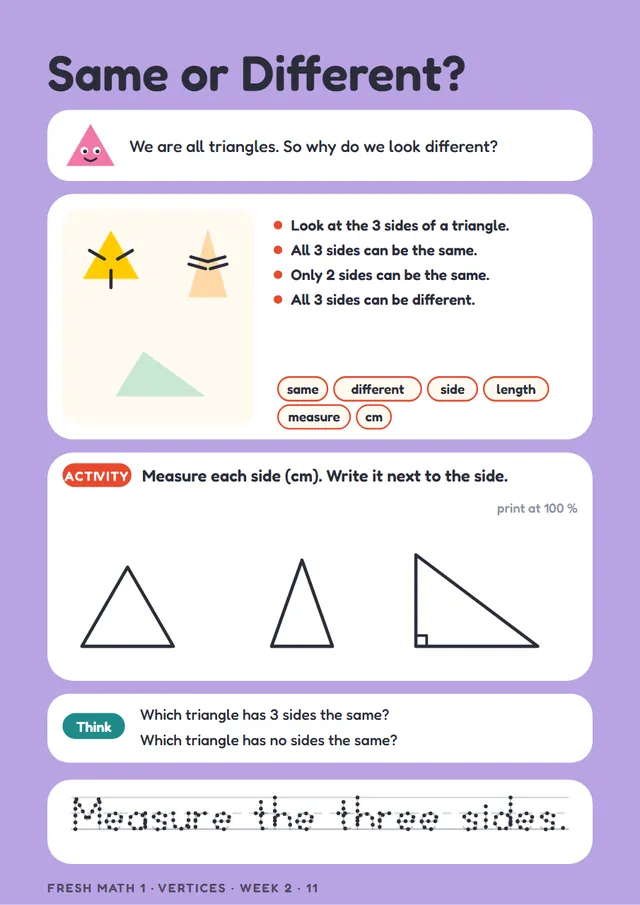 Same or Different?
We are all triangles. So why do we look different?
Look at the 3 sides of a triangle.
All 3 sides can be the same.
Only 2 sides can be the same.
All 3 sides can be different.
same different side length
measure cm
ACTIVITY Measure each side (cm). Write it next to the side.
print at 100 %
Think
Which triangle has 3 sides the same?
Which triangle has no sides the same?
Measure the three sides.
FRESH MATH 1 · VERTICES · WEEK 2 · 11